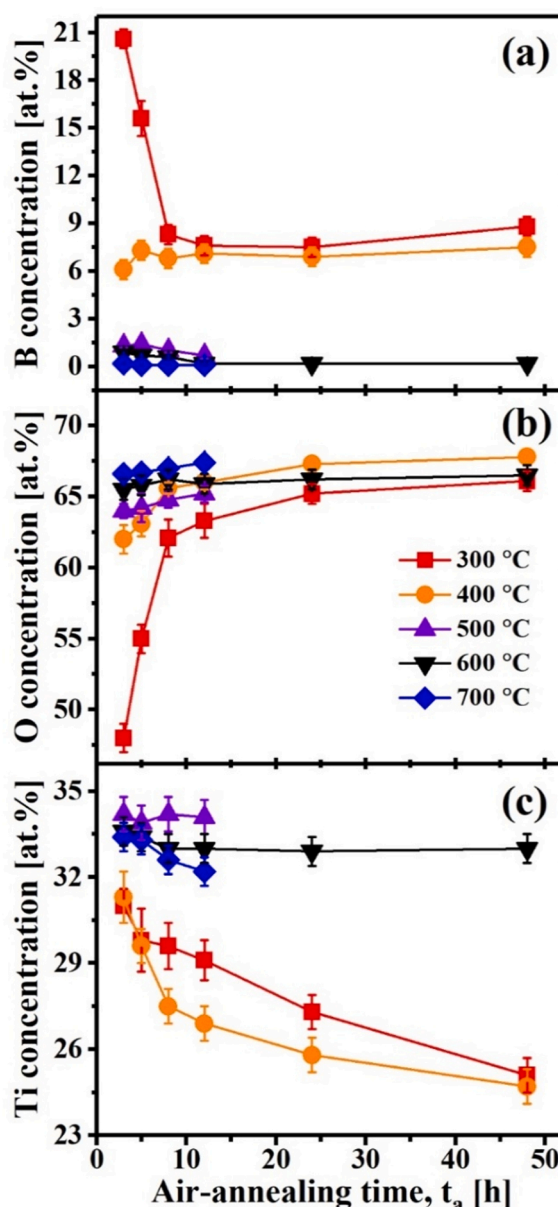 (a)
B concentration [at.%]
21
18
15
12
9
6
3
0
(b)
O concentration [at.%]
70
65
60
55
50
300 °C
400 °C
500 °C
600 °C
700 °C
(c)
Ti concentration [at.%]
35
32
29
26
23
0 10 20 30 40 50
Air-annealing time, tₐ [h]